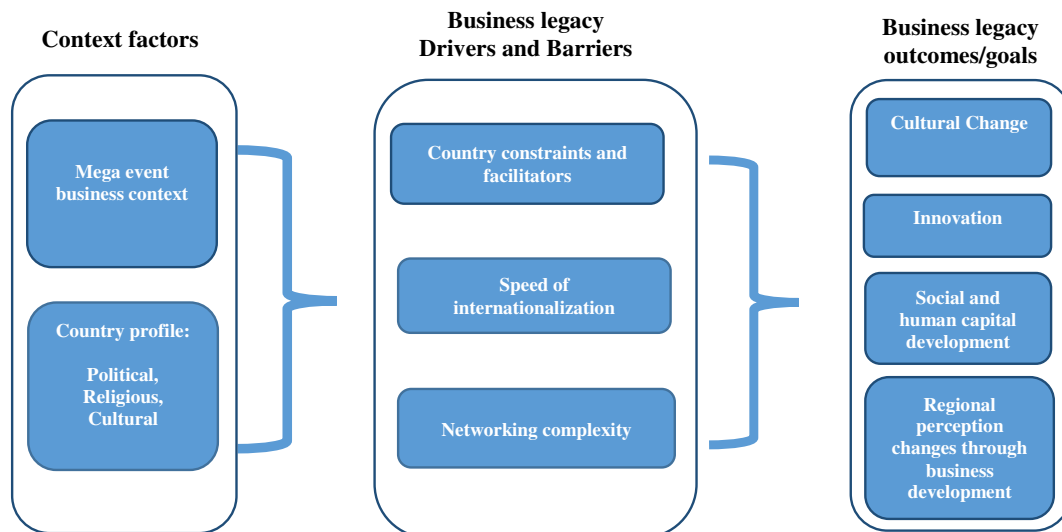 Context factors
Mega event
business context
Country profile:
Political,
Religious,
Cultural
Business legacy
Drivers and Barriers
Country constraints and
facilitators
Speed of
internationalization
Networking complexity
Business legacy
outcomes/goals
Cultural Change
Innovation
Social and
human capital
development
Regional
perception
changes through
business
development